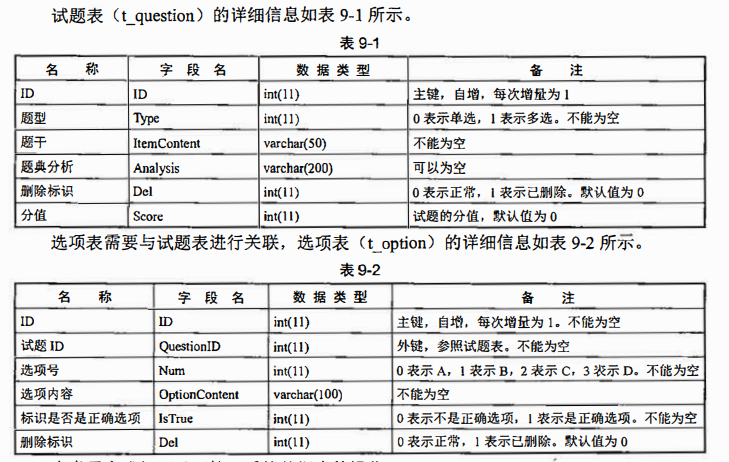 试题表（t_question）的详细信息如表 9-1 所示。
表 9-1
名 称 字 段 名 数 据 类 型 备 注
ID ID int(11) 主键，自增，每次增量为 1
题型 Type int(11) 0 表示单选，1 表示多选。不能为空
题干 ItemContent varchar(50) 不能为空
题典分析 Analysis varchar(200) 可以为空
删除标识 Del int(11) 0 表示正常，1 表示已删除。默认值为 0
分值 Score int(11) 试题的分值，默认值为 0
选项表需要与试题表进行关联，选项表（t_option）的详细信息如表 9-2 所示。
表 9-2
名 称 字 段 名 数 据 类 型 备 注
ID ID int(11) 主键，自增，每次增量为 1。不能为空
试题 ID QuestionID int(11) 外键，参照试题表。不能为空
选项号 Num int(11) 0 表示 A，1 表示 B，2 表示 C，3 表示 D。不能为空
选项内容 OptionContent varchar(100) 不能为空
标识是否是正确选项 IsTrue int(11) 0 表示不是正确选项，1 表示是正确选项。不能为空
删除标识 Del int(11) 0 表示正常，1 表示已删除。默认值为 0